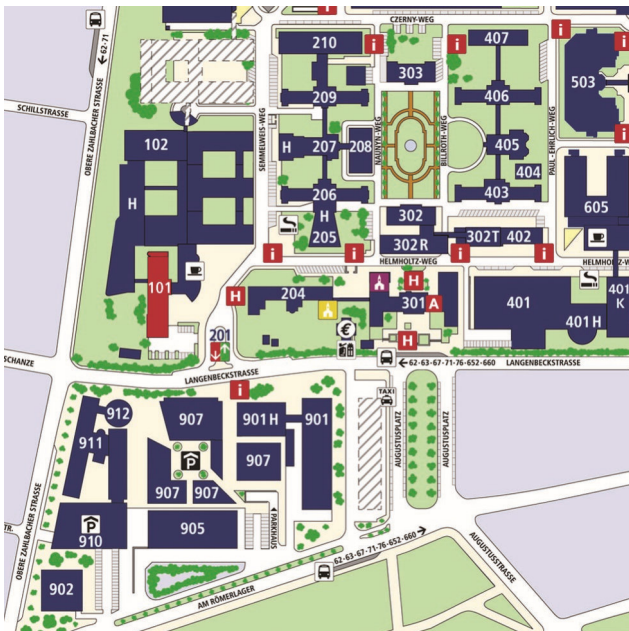 CZERNY-WEG
i
210
i
i
407
i
62-71
503
303
SCHILLSTRASSE
209
406
OBERE ZAHLBACHER STRASSE
SEMMELWEIS-WEG
NAUNYN-WEG
BILLROTH-WEG
PAUL-EHRLICH-WEG
i
102
H
207
208
405
404
206
403
H
H
205
302
605
302 R
302T
402
i
i
i
i
HELMHOLTZ-WEG
HELMHOLTZ-W
101
H
204
H
301
A
401
401
K
401 H
201
€
H
SCHANZE
LANGENBECKSTRASSE
62-63-67-71-76-652-660
LANGENBECKSTRASSE
i
TAXI
912
907
901 H
901
911
907
P
907
907
AUGUSTUSPLATZ
AUGUSTUSPLATZ
P
910
905
PARKHAUS
TR.
OBERE ZAHLBACHER STRASSE
62-63-67-71-76-652-660
AUGUSTUSSTRASSE
902
AM RÖMERLAGER